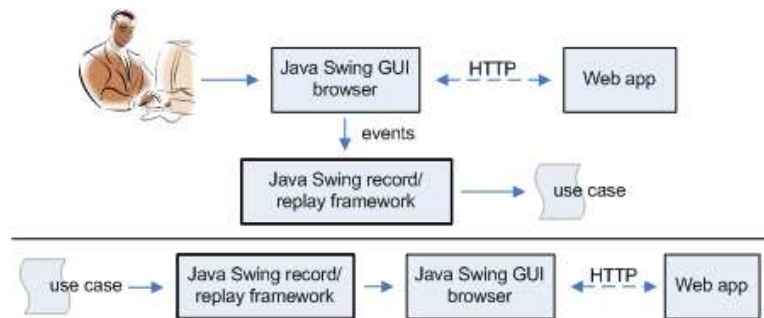 Java Swing GUI
browser
HTTP
Web app
events
Java Swing record/
replay framework
use case
use case
Java Swing record/
replay framework
Java Swing GUI
browser
HTTP
Web app